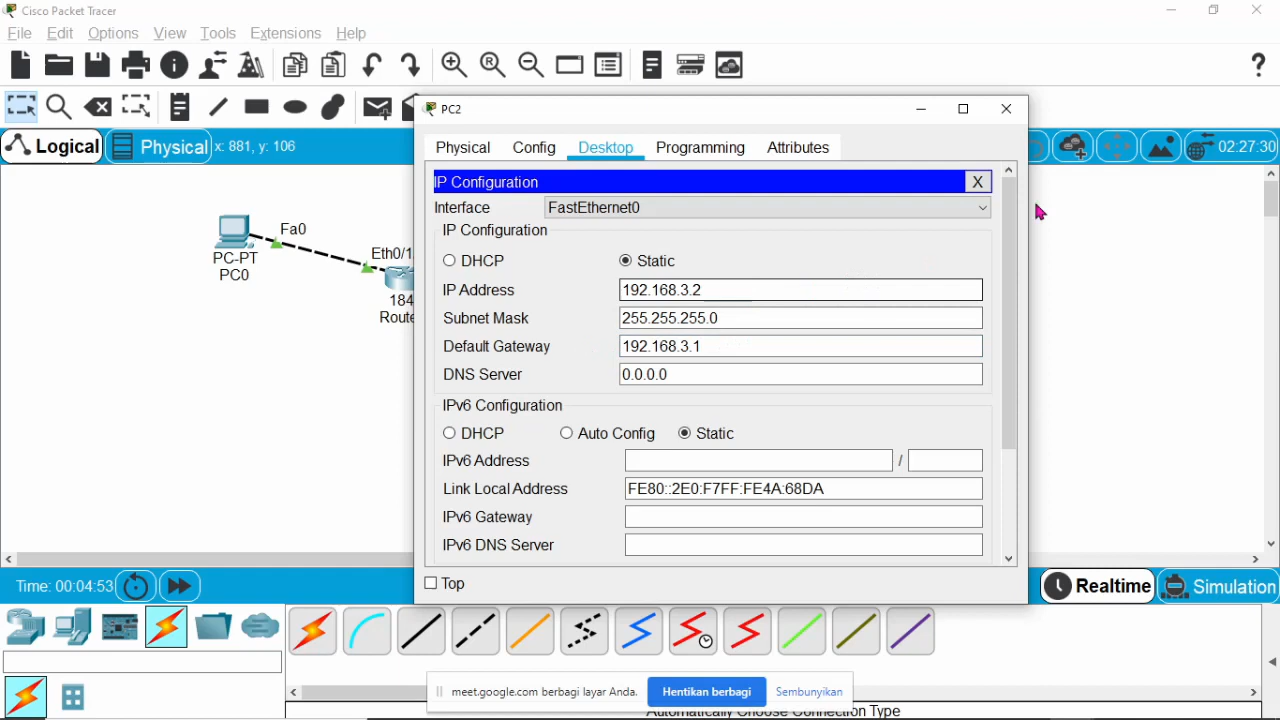 Cisco Packet Tracer
File Edit Options View Tools Extensions Help
R
?
PC2
Logical
Physical
x: 881, y: 106
02:27:30
Physical Config Desktop Programming Attributes
IP Configuration
X
Interface
FastEthernet0
IP Configuration
DHCP
Static
IP Address
192.168.3.2
Subnet Mask
255.255.255.0
Default Gateway
192.168.3.1
DNS Server
0.0.0.0
IPv6 Configuration
DHCP
Auto Config
Static
IPv6 Address
/
Link Local Address
FE80::2E0:F7FF:FE4A:68DA
IPv6 Gateway
IPv6 DNS Server
Top
Fa0
PC-PT
PC0
Eth0/1
184
Route
Time: 00:04:53
Realtime
Simulation
meet.google.com berbagi layar Anda.
Hentikan berbagi
Sembunyikan
Automatically Choose Connection Type